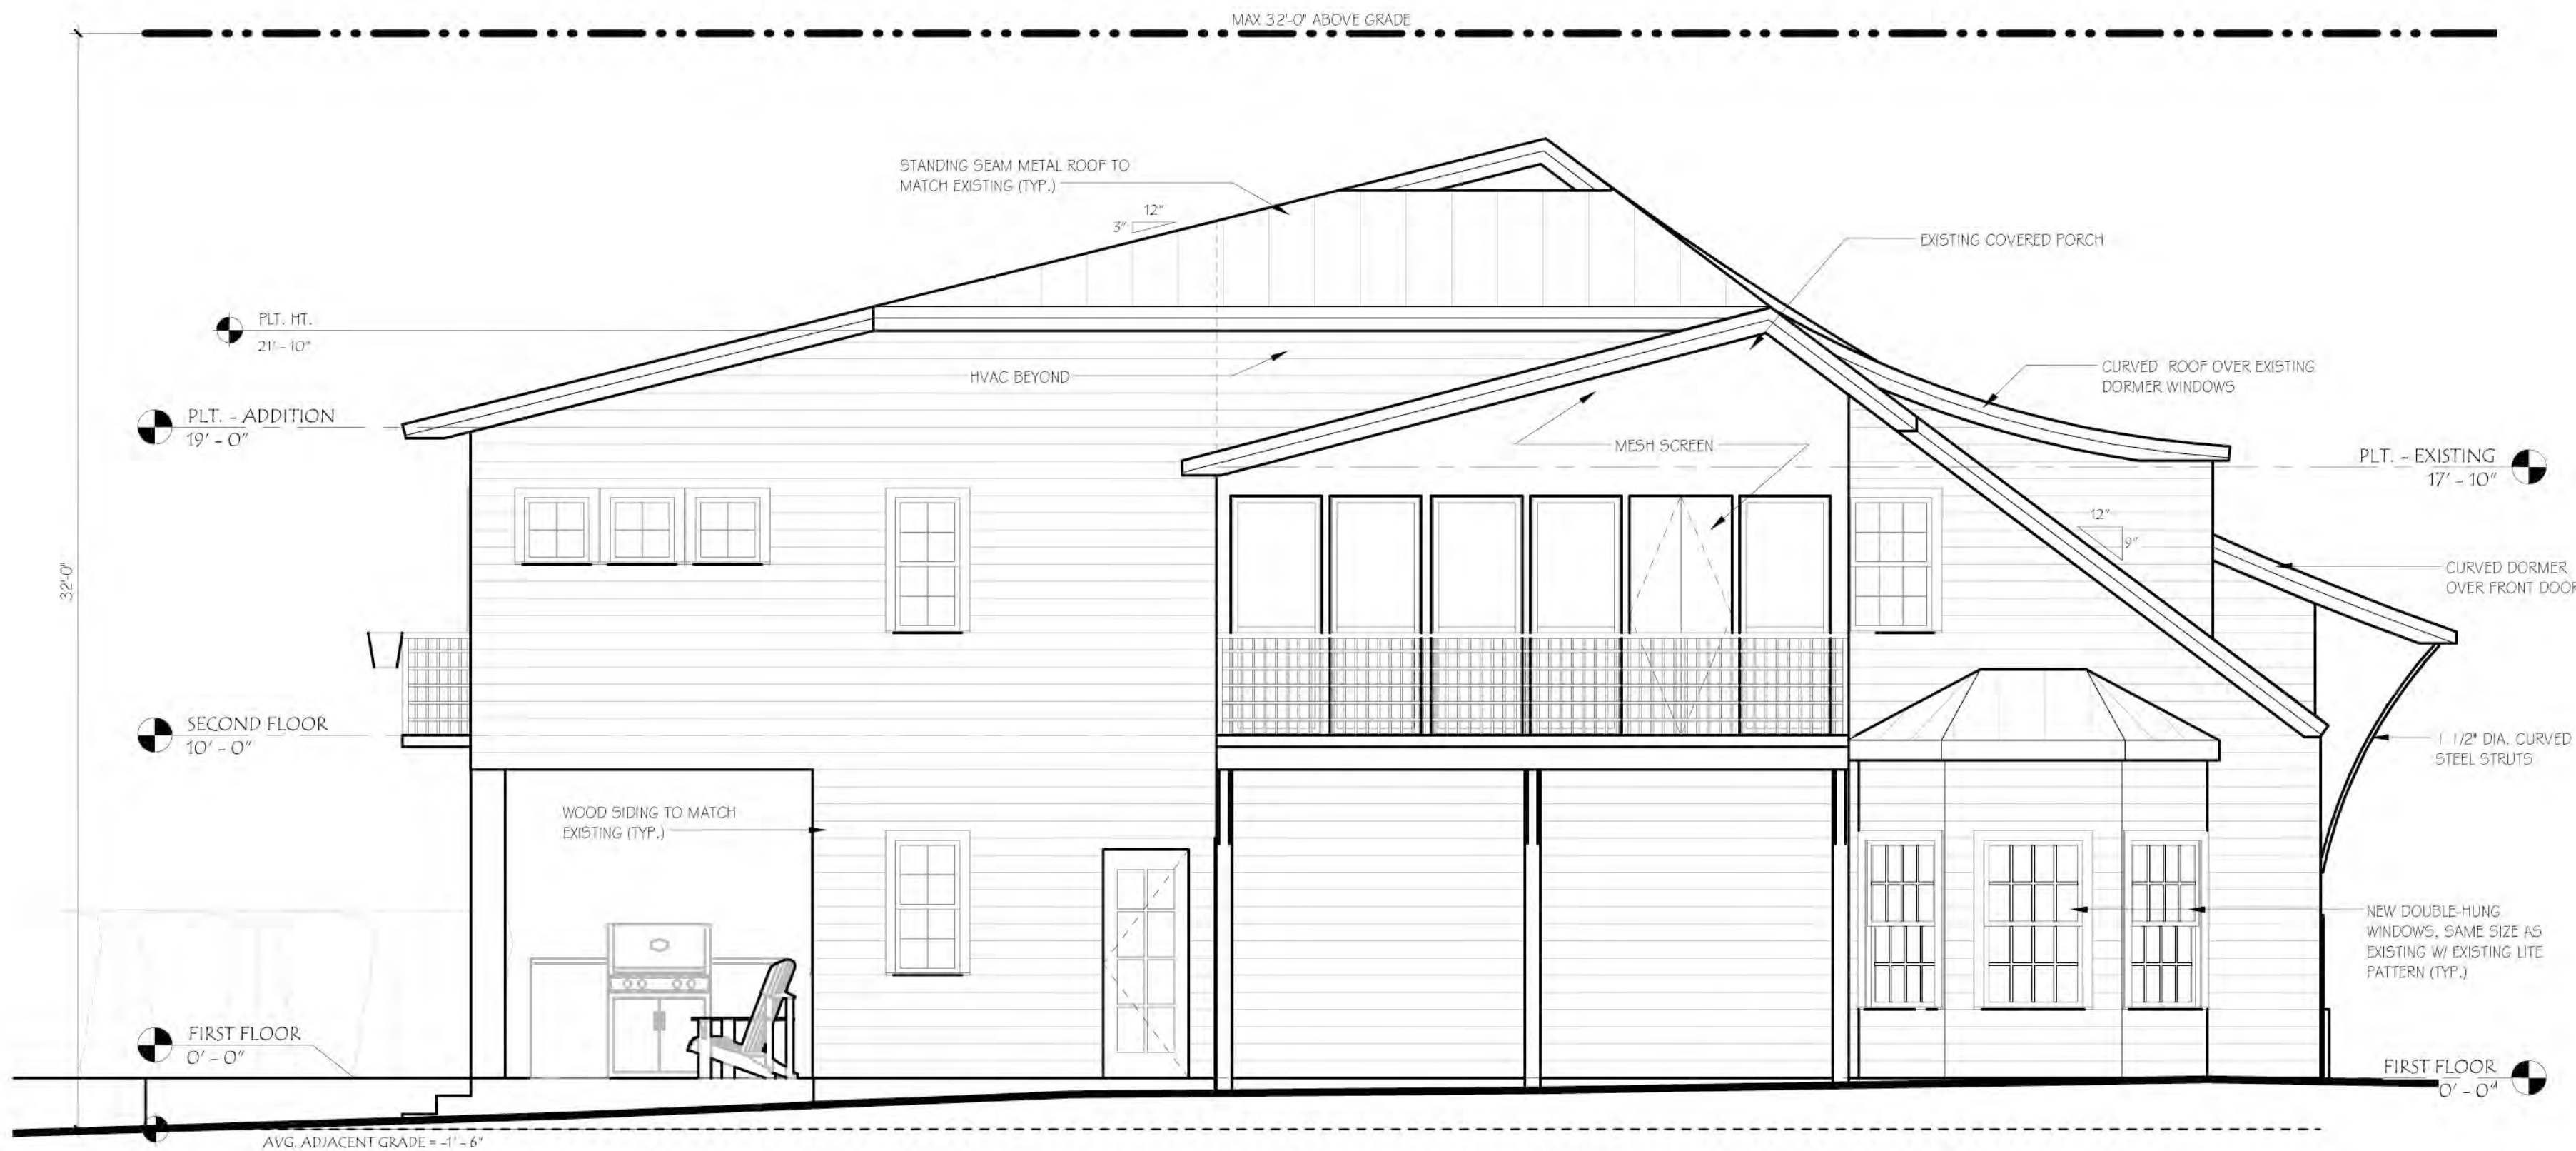 MAX 32'-0" ABOVE GRADE
STANDING SEAM METAL ROOF TO
MATCH EXISTING (TYP.)
12"
3"
EXISTING COVERED PORCH
PLT. HT.
21'-10"
HVAC BEYOND
CURVED ROOF OVER EXISTING
DORMER WINDOWS
PLT. - ADDITION
19' - 0"
MESH SCREEN
PLT. - EXISTING
17' - 10"
12"
9"
32'-0"
CURVED DORMER
OVER FRONT DOOR
SECOND FLOOR
10' - 0"
1 1/2" DIA. CURVED
STEEL STRUTS
WOOD SIDING TO MATCH
EXISTING (TYP.)
NEW DOUBLE-HUNG
WINDOWS, SAME SIZE AS
EXISTING W/ EXISTING LITE
PATTERN (TYP.)
FIRST FLOOR
0' - 0"
FIRST FLOOR
0' - 0"
AVG. ADJACENT GRADE = -1' - 6"